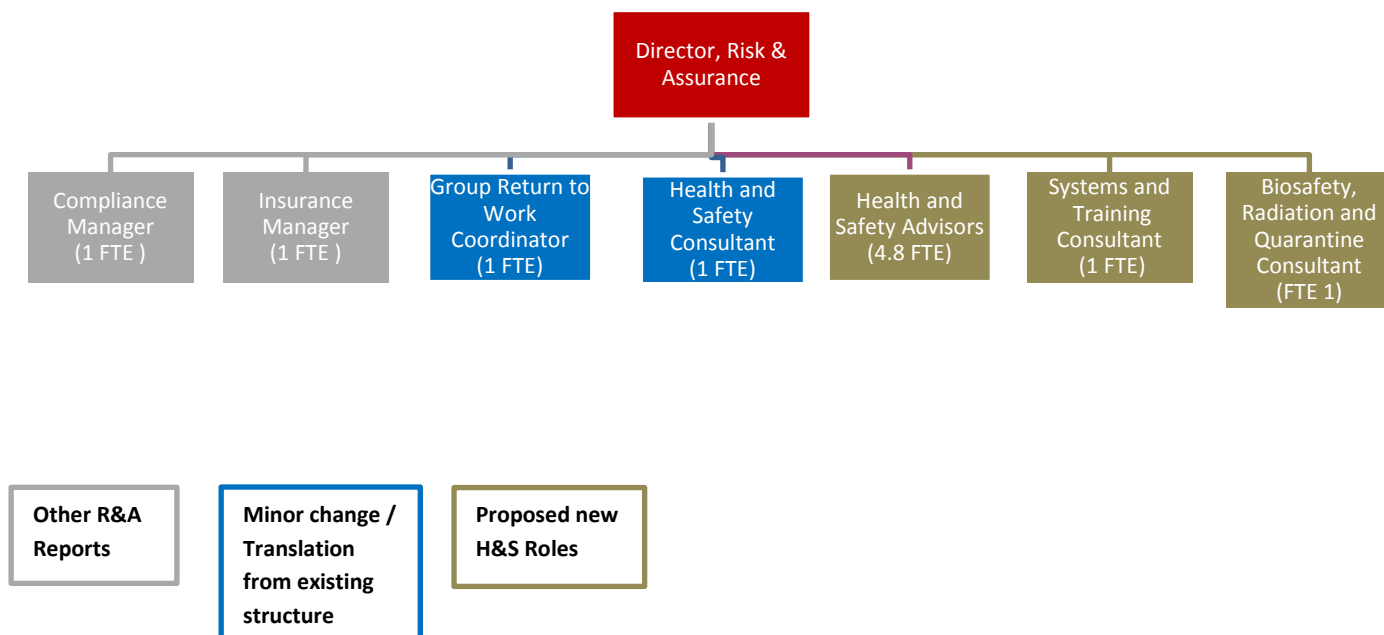 Director, Risk &
Assurance
Compliance
Manager
(1 FTE )
Insurance
Manager
(1 FTE )
Group Return to
Work
Coordinator
(1 FTE)
Health and
Safety
Consultant
(1 FTE)
Health and
Safety Advisors
(4.8 FTE)
Systems and
Training
Consultant
(1 FTE)
Biosafety,
Radiation and
Quarantine
Consultant
(FTE 1)
Other R&A
Reports
Minor change /
Translation
from existing
structure
Proposed new
H&S Roles